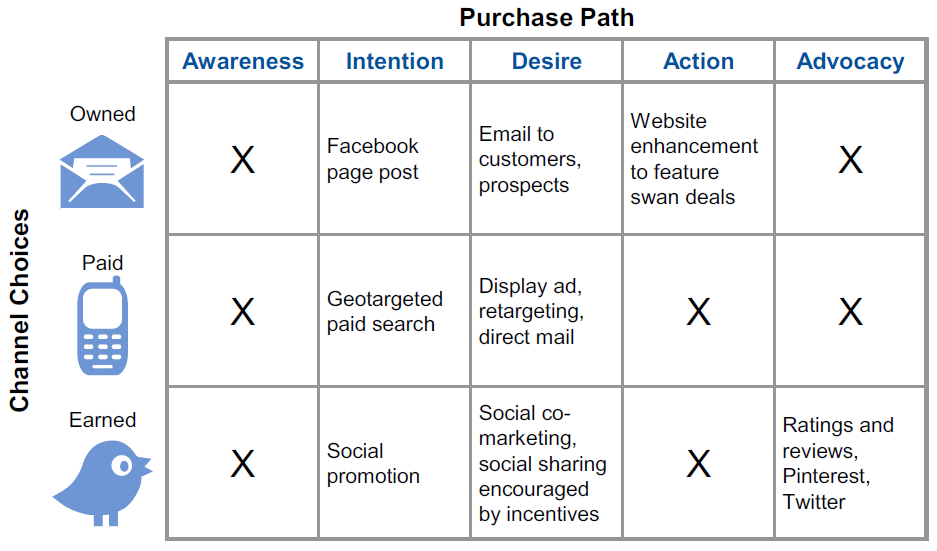 Purchase Path
Awareness
Intention
Desire
Action
Advocacy
Channel Choices
Owned
X
Facebook
page post
Email to
customers,
prospects
Website
enhancement
to feature
swan deals
X
Paid
X
Geotargeted
paid search
Display ad,
retargeting,
direct mail
X
X
Earned
X
Social
promotion
Social co-
marketing,
social sharing
encouraged
by incentives
X
Ratings and
reviews,
Pinterest,
Twitter